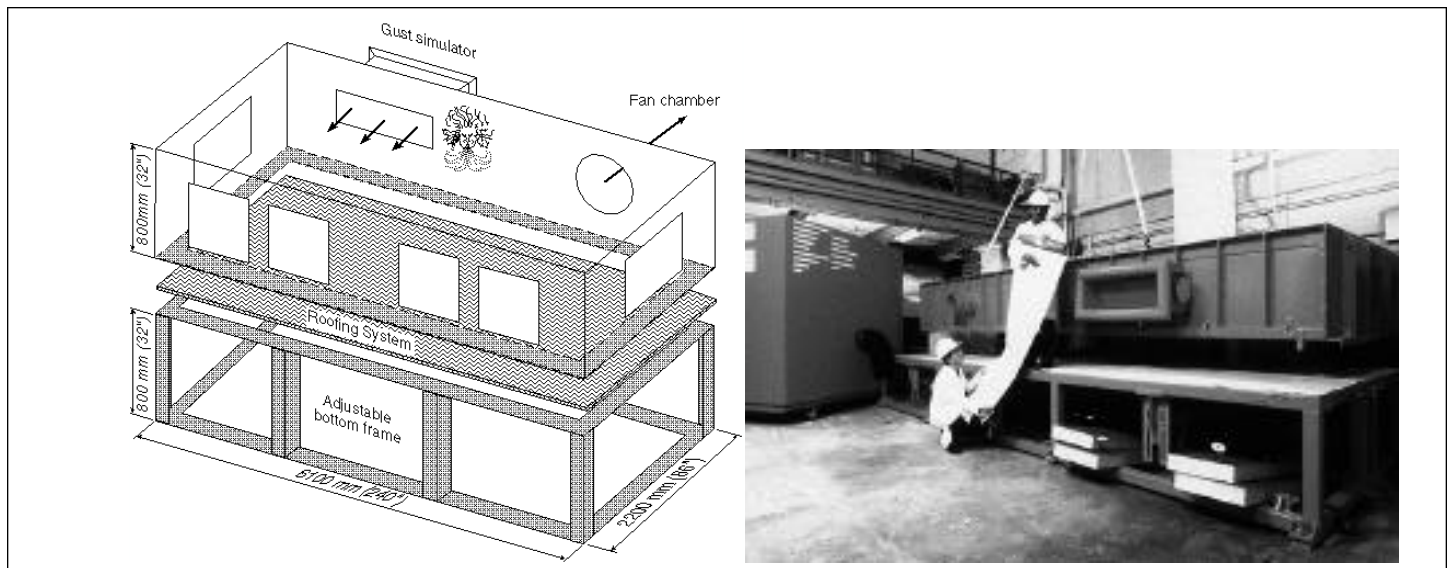 Gust simulator
Fan chamber
800mm (32")
Roofing System
800 mm (32")
Adjustable
bottom frame
6100 mm (240"
2200 mm (86")